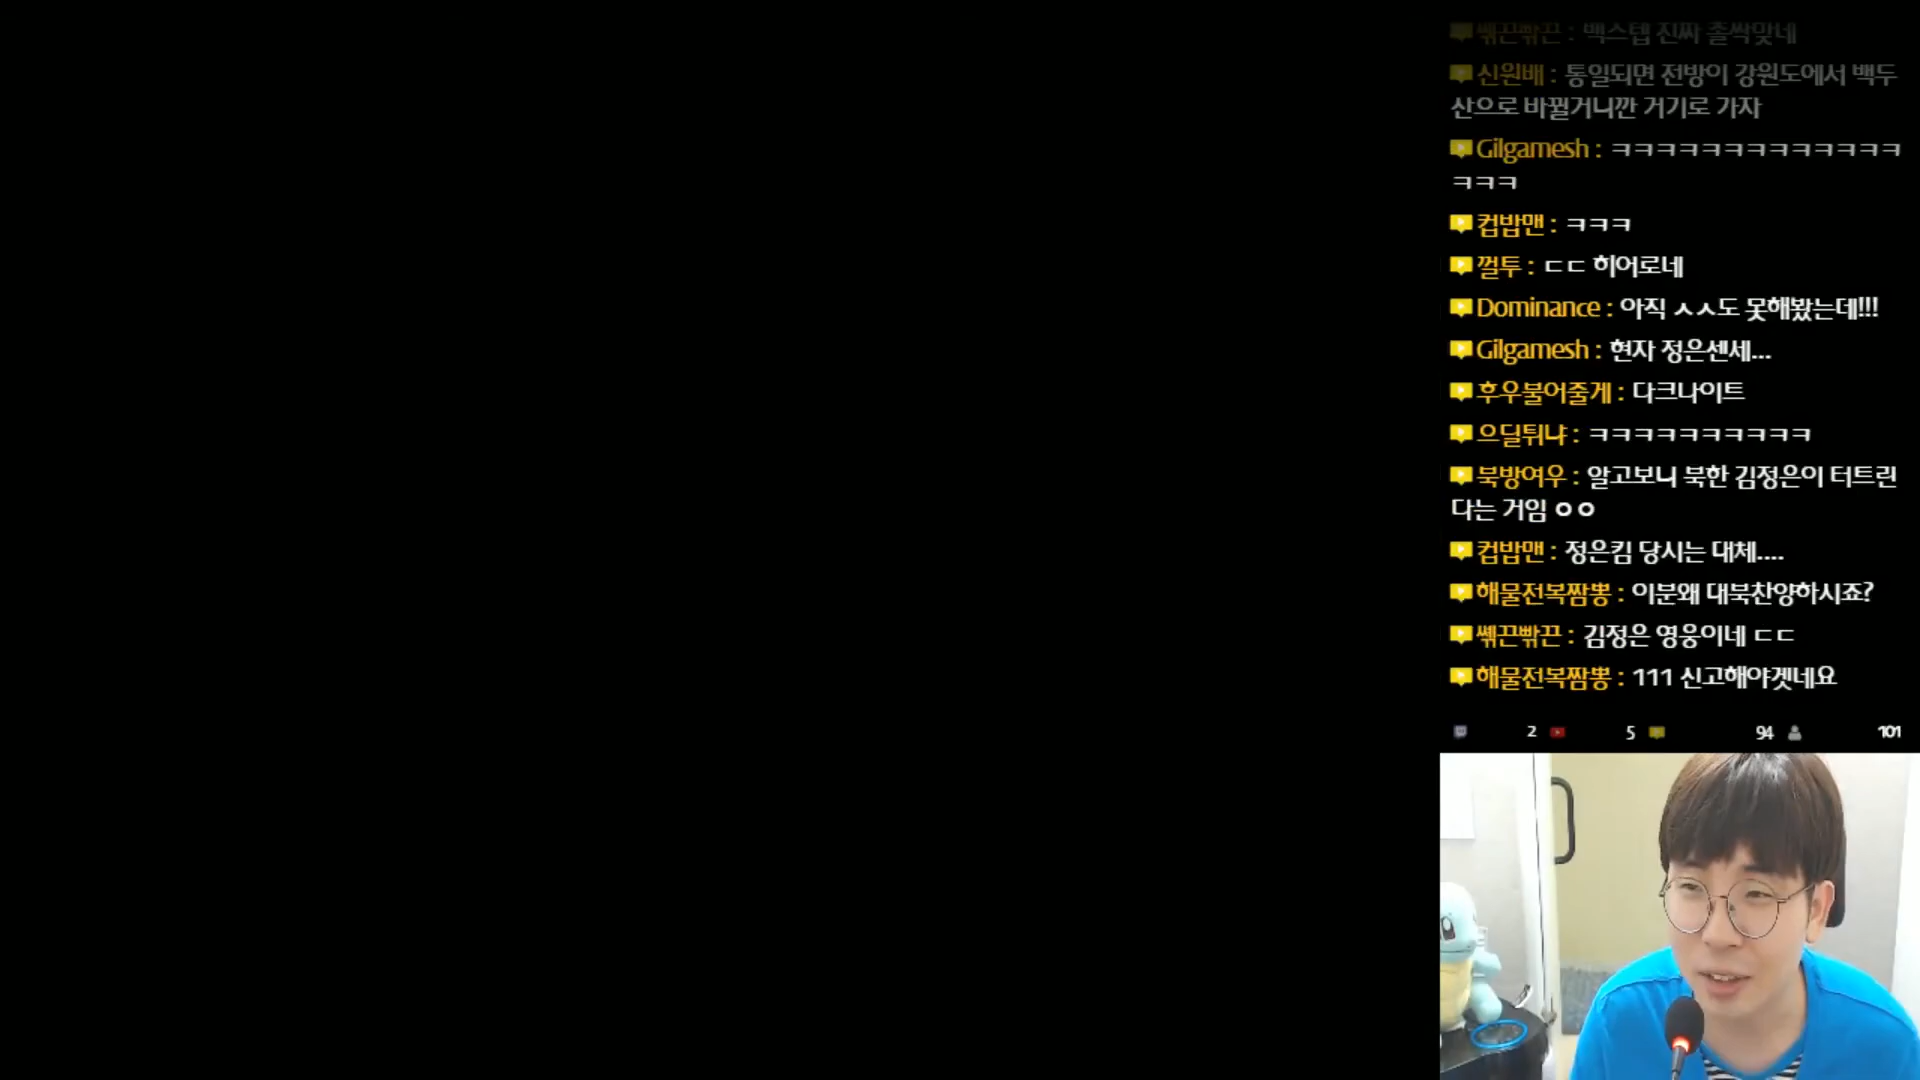 쎾끈빾끈 : 백스텝 진짜 촐싹맞네
신원배 : 통일되면 전방이 강원도에서 백두
산으로 바뀔거니깐 거기로 가자
Gilgamesh : ㅋㅋㅋㅋㅋㅋㅋㅋㅋㅋㅋㅋㅋ
ㅋㅋㅋ
컵밥맨 : ㅋㅋㅋ
껄투 : ㄷㄷ 히어로네
Dominance : 아직 ㅅㅅ도 못해봤는데!!!
Gilgamesh : 현자 정은센세...
후우불어줄게 : 다크나이트
으딜튀냐 : ㅋㅋㅋㅋㅋㅋㅋㅋㅋㅋ
북방여우 : 알고보니 북한 김정은이 터트린
다는 거임 ㅇㅇ
컵밥맨 : 정은킴 당시는 대체....
해물전복짬뽕 : 이분왜 대북찬양하시죠?
쎾끈빾끈 : 김정은 영웅이네 ㄷㄷ
해물전복짬뽕 : 111 신고해야겟네요
2 5 94 101